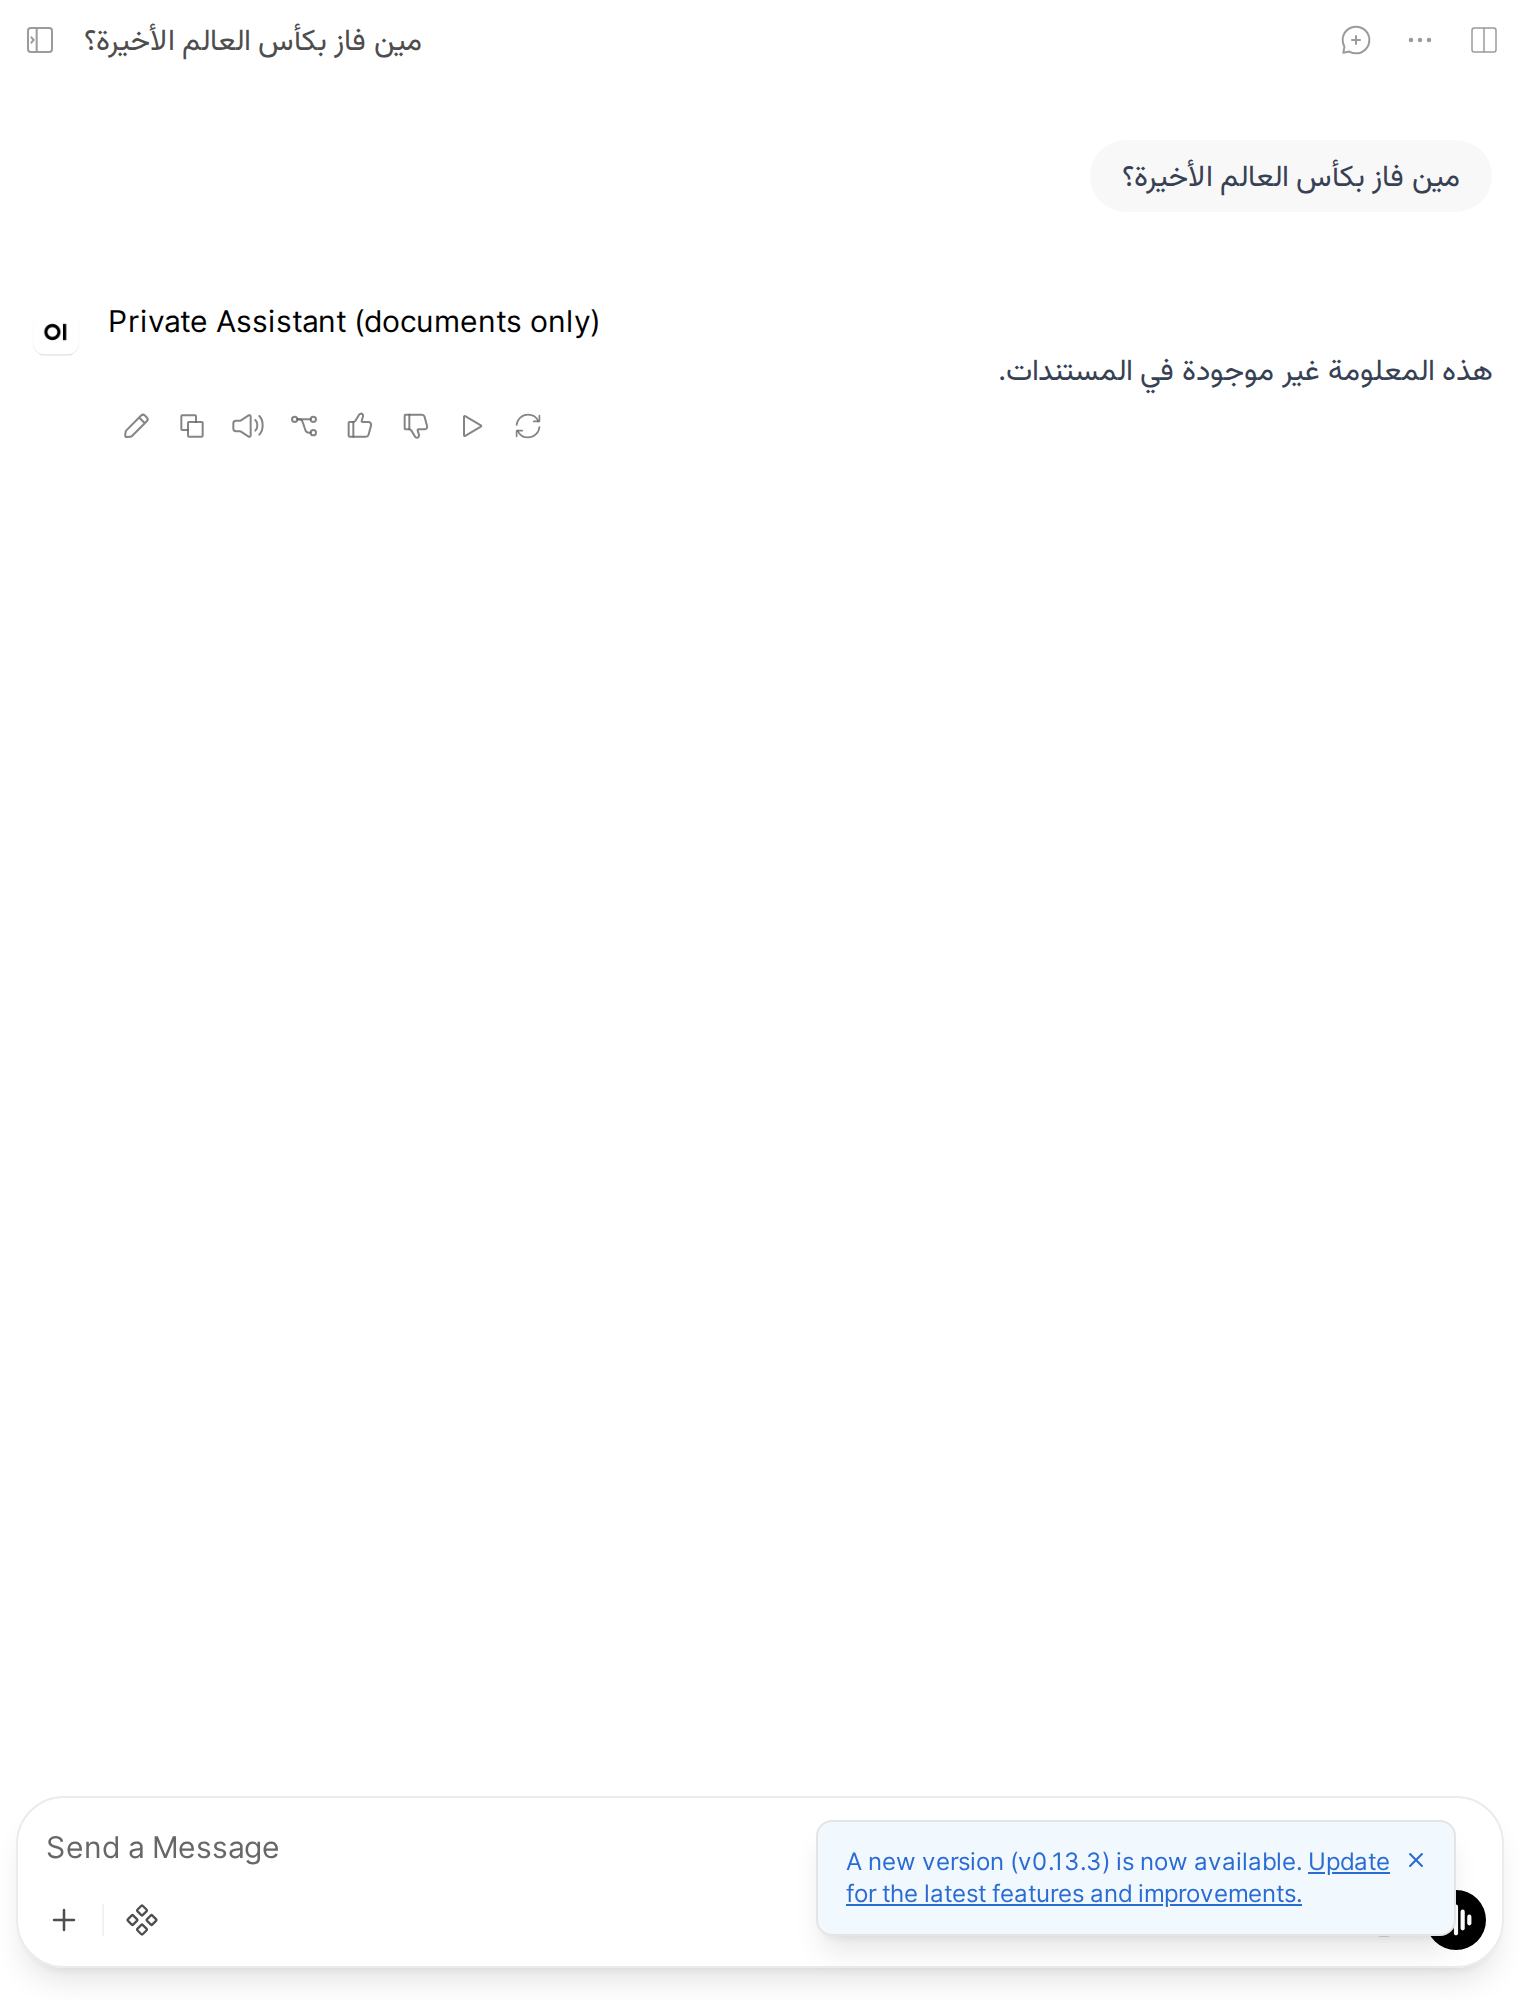 مين فاز بكأس العالم الأخيرة؟
مين فاز بكأس العالم الأخيرة؟
OI
Private Assistant (documents only)
هذه المعلومة غير موجودة في المستندات.
Send a Message
A new version (v0.13.3) is now available. Update
for the latest features and improvements.